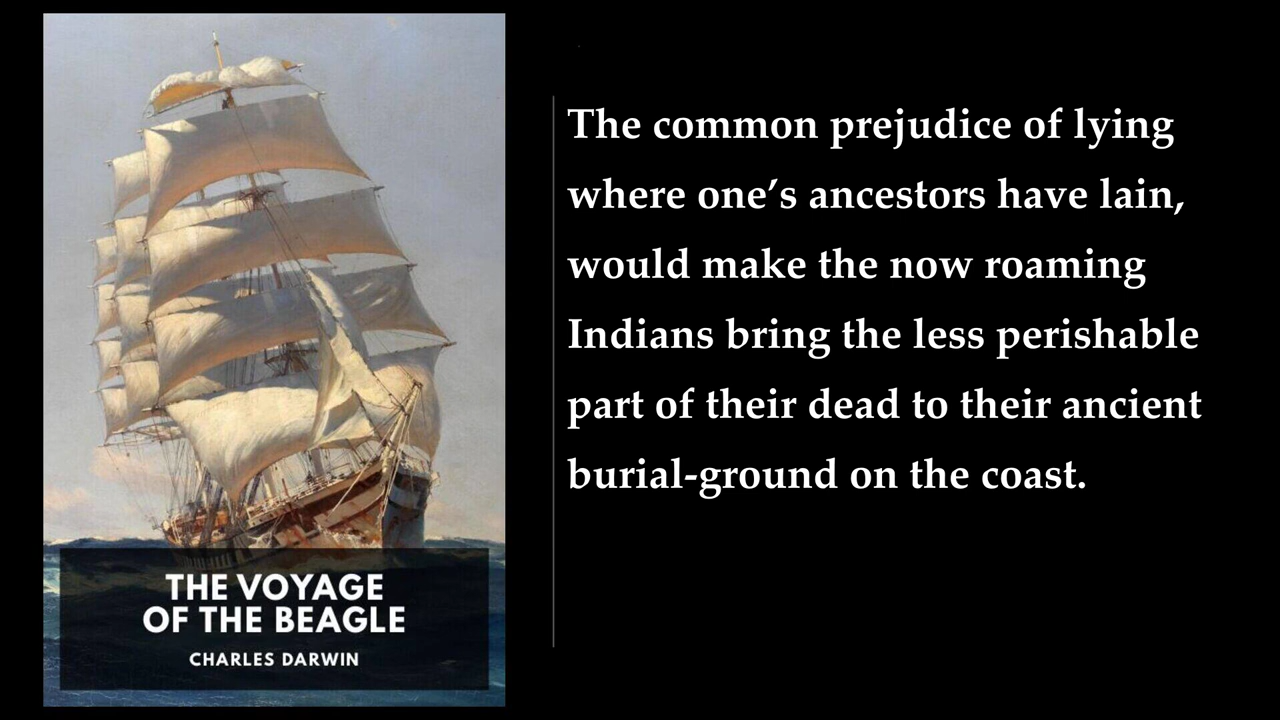 THE VOYAGE
OF THE BEAGLE
CHARLES DARWIN
The common prejudice of lying
where one’s ancestors have lain,
would make the now roaming
Indians bring the less perishable
part of their dead to their ancient
burial-ground on the coast.